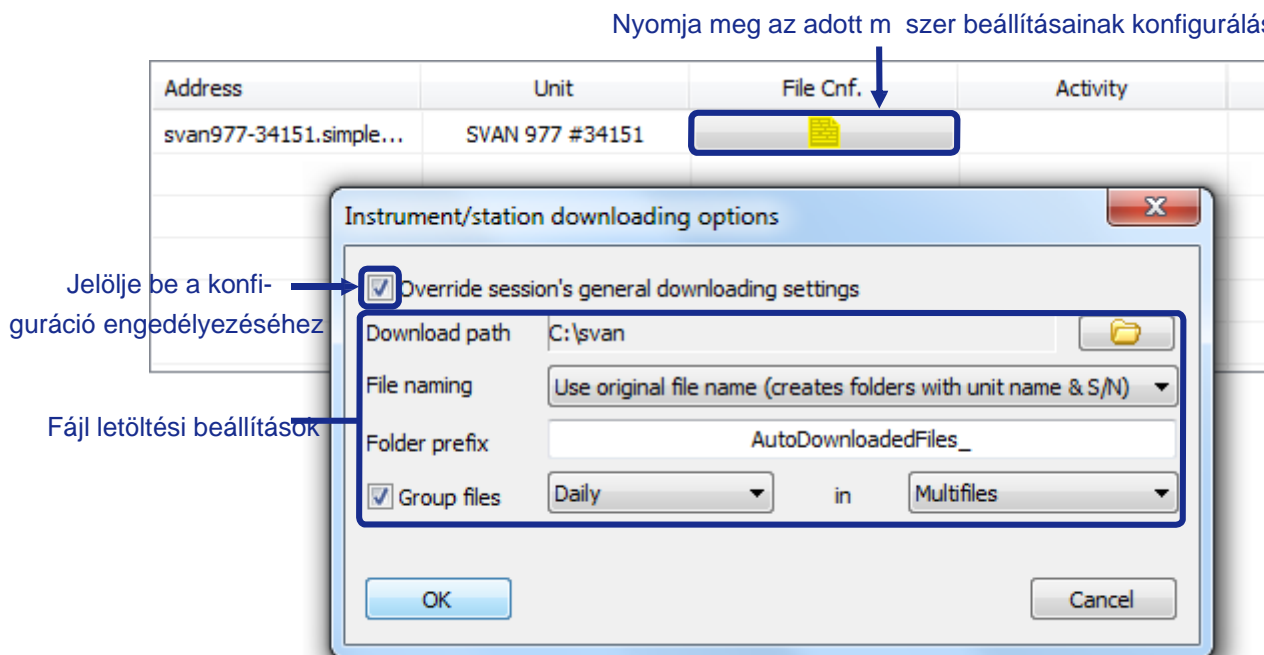 Nyomja meg az adott m szer beállításainak konfigurálás
Address Unit File Cnf. Activity
svan977-34151.simple... SVAN 977 #34151
Instrument/station downloading options
Jelölje be a konfi-
guráció engedélyezéséhez
Override session's general downloading settings
Download path C:\svan
File naming Use original file name (creates folders with unit name & S/N)
Fájl letöltési beállítások
Folder prefix AutoDownloadedFiles_
Group files Daily in Multifiles
OK Cancel